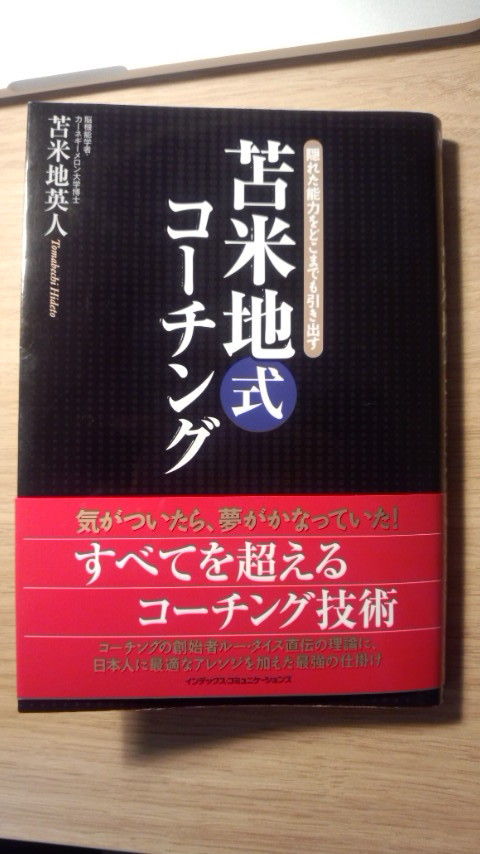 隠れた能力をどこまでも引き出す
苫米地式
コーチング
脳機能学者・
カーネギーメロン大学博士
苫米地英人 Tomabechi Hideto
気がついたら、夢がかなっていた!
すべてを超える
コーチング技術
コーチングの創始者ルー・タイス直伝の理論に、
日本人に最適なアレンジを加えた最強の仕掛け
インデックス・コミュニケーションズ